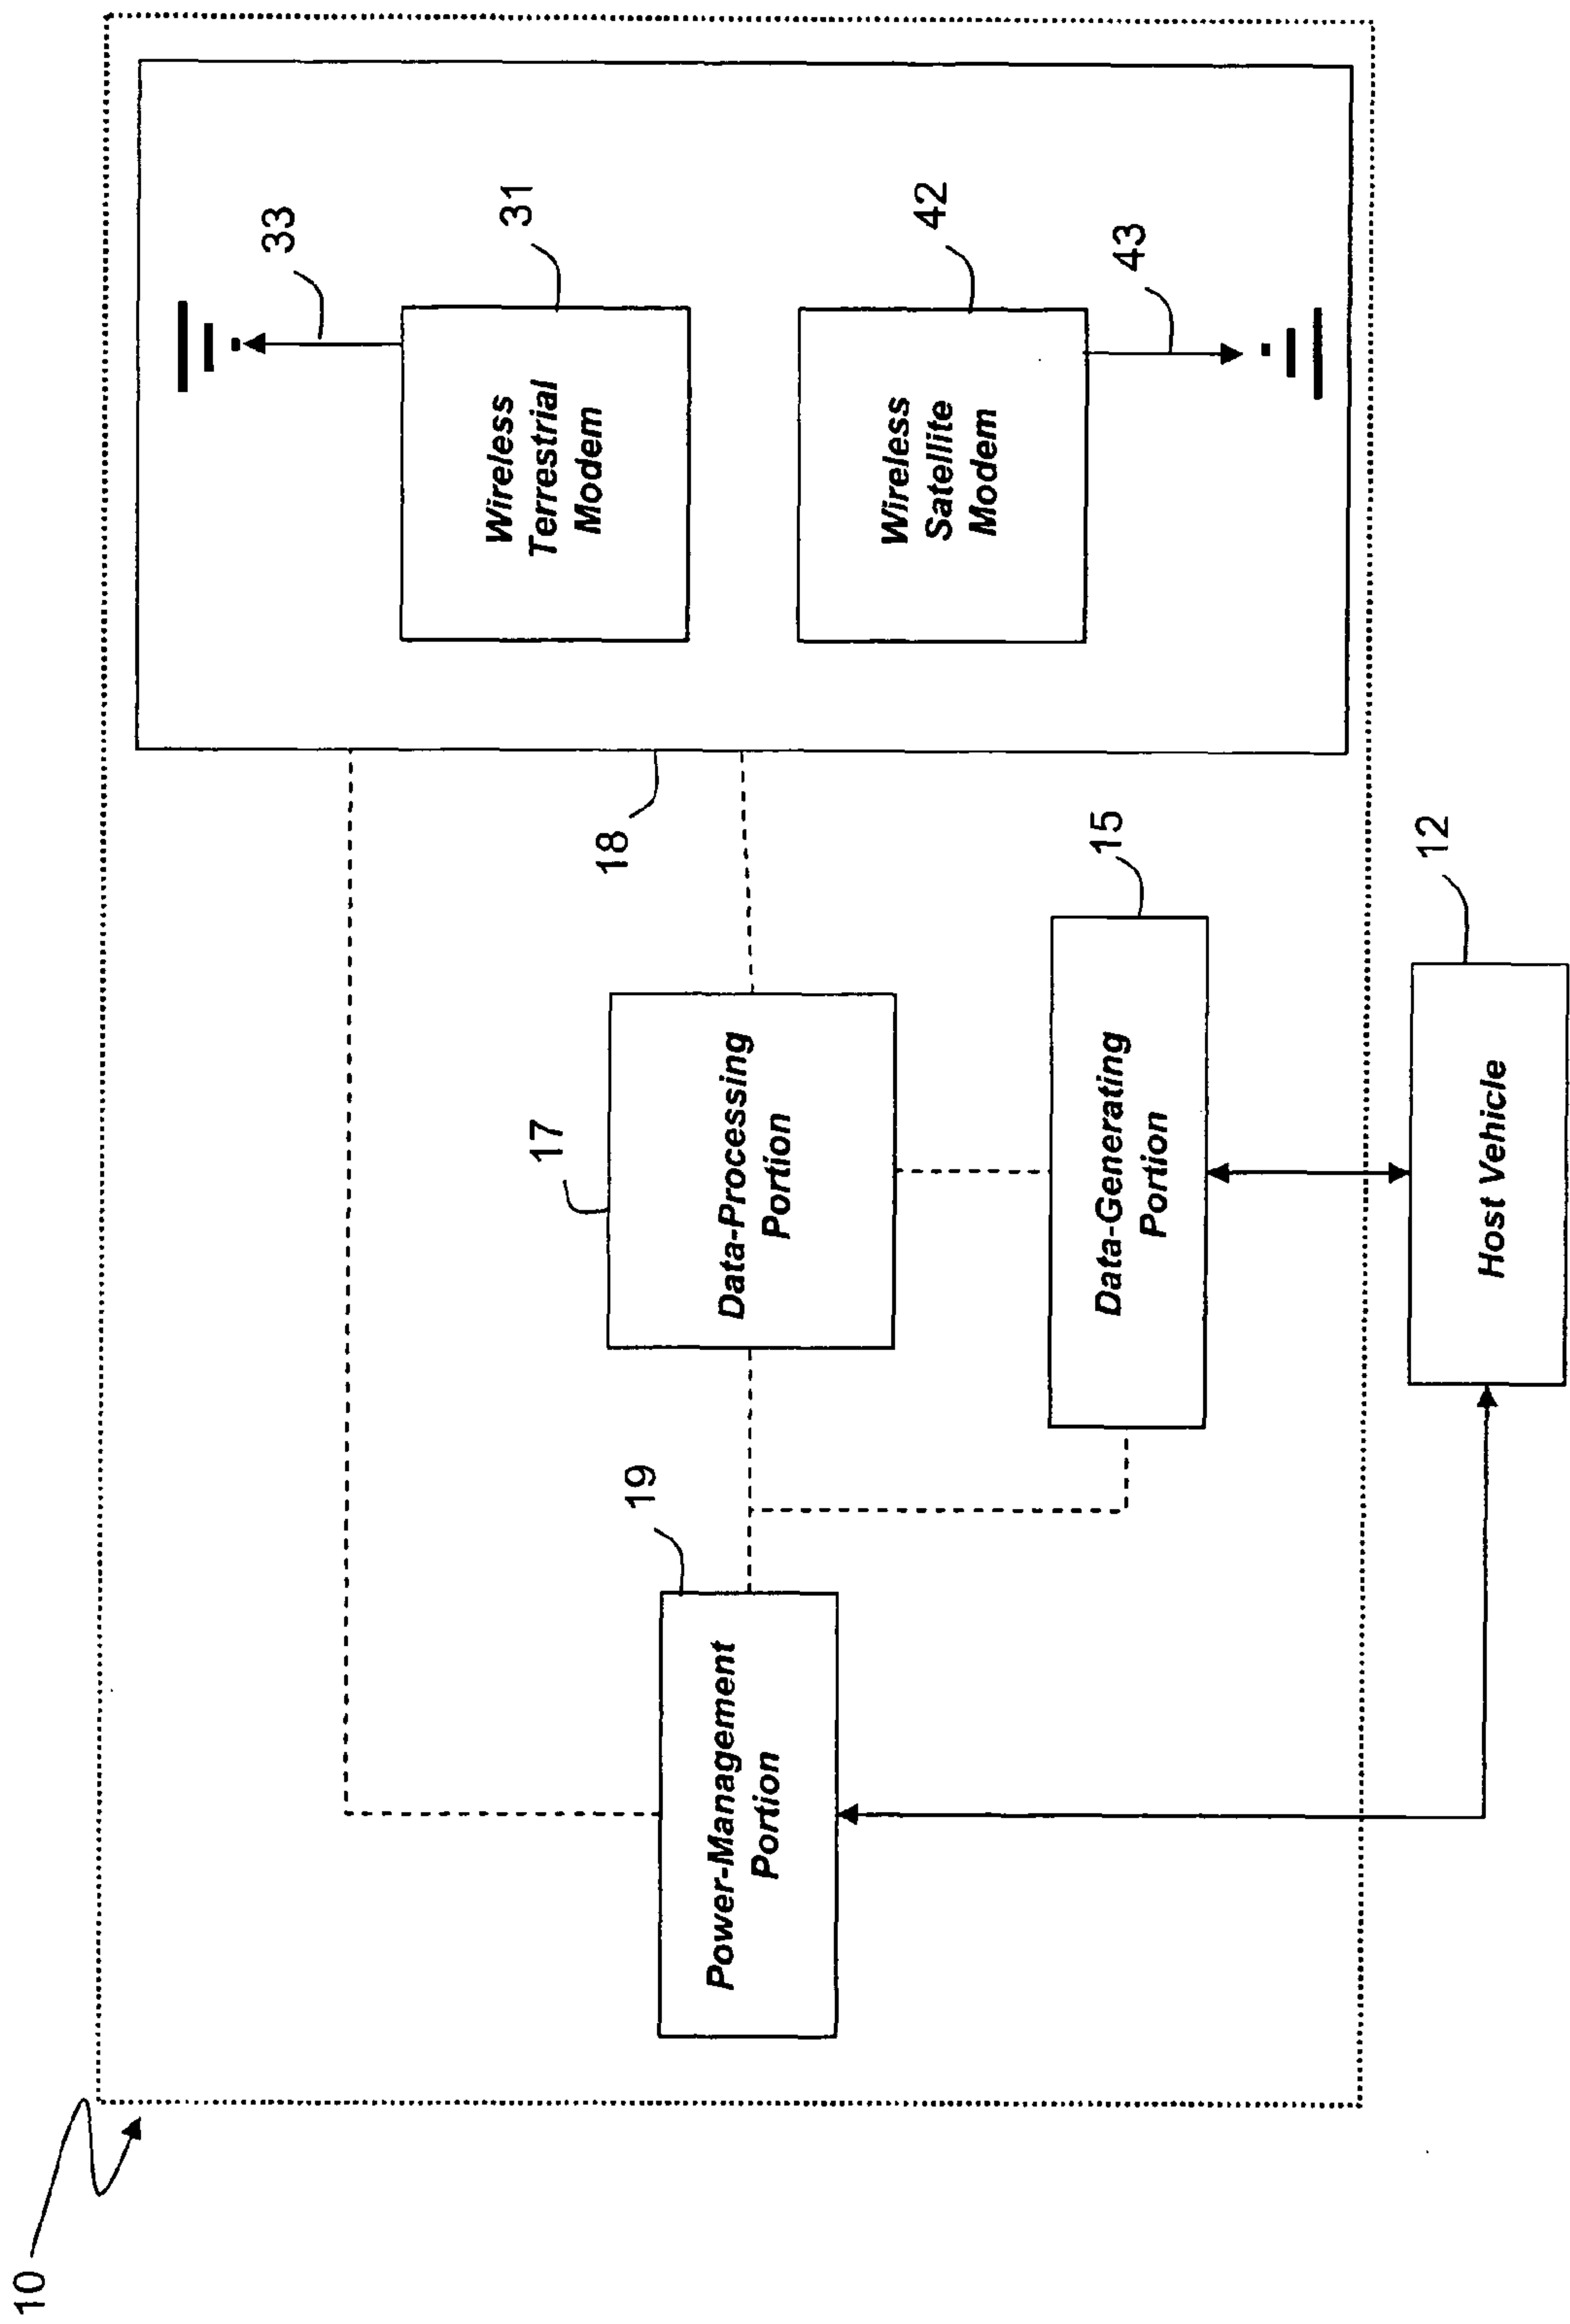 10
33
31
Wireless
Terrestrial
Modem
42
43
Wireless
Satellite
Modem
18
17
Data-Processing
Portion
15
Data-Generating
Portion
19
Power-Management
Portion
12
Host Vehicle